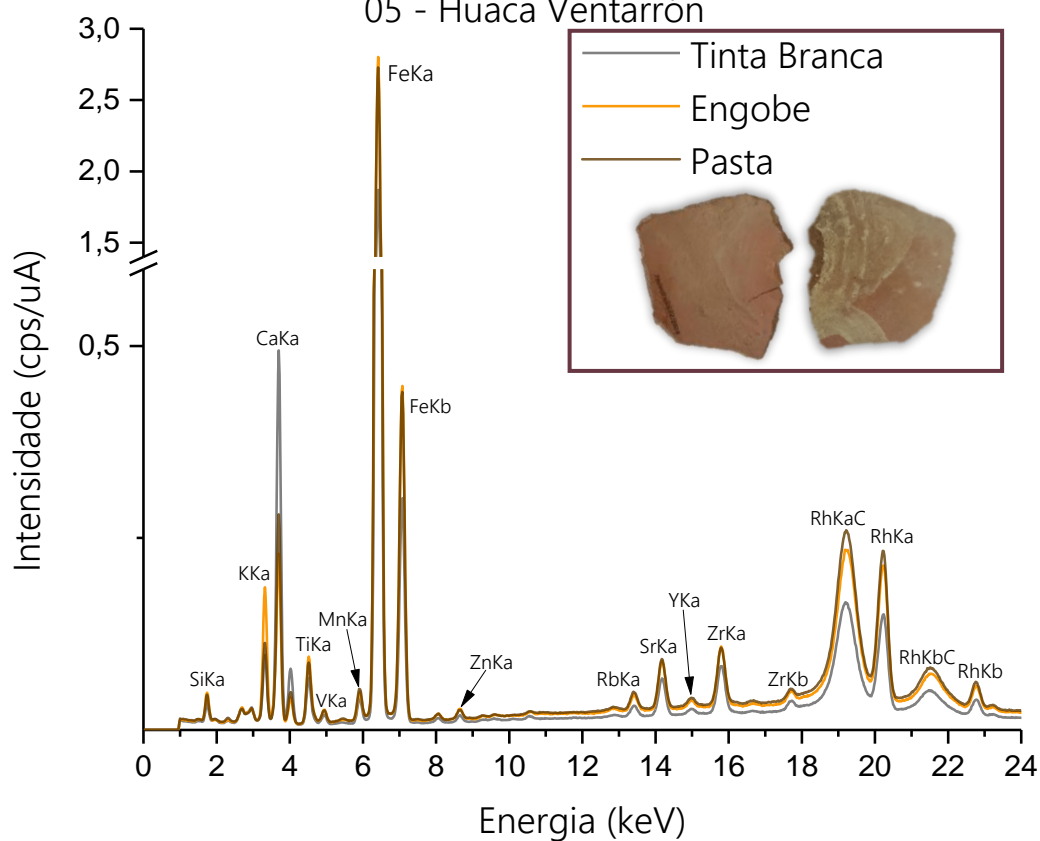 05 - Huaca Ventarrón
3,0
2,5
2,0
1,5
0,5
Intensidade (cps/uA)
Tinta Branca
Engobe
Pasta
FeKa
CaKa
FeKb
KKa
MnKa
TiKa
SiKa
VKa
ZnKa
RbKa
SrKa
YKa
ZrKa
ZrKb
RhKaC
RhKa
RhKbC
RhKb
0 2 4 6 8 10 12 14 16 18 20 22 24
Energia (keV)